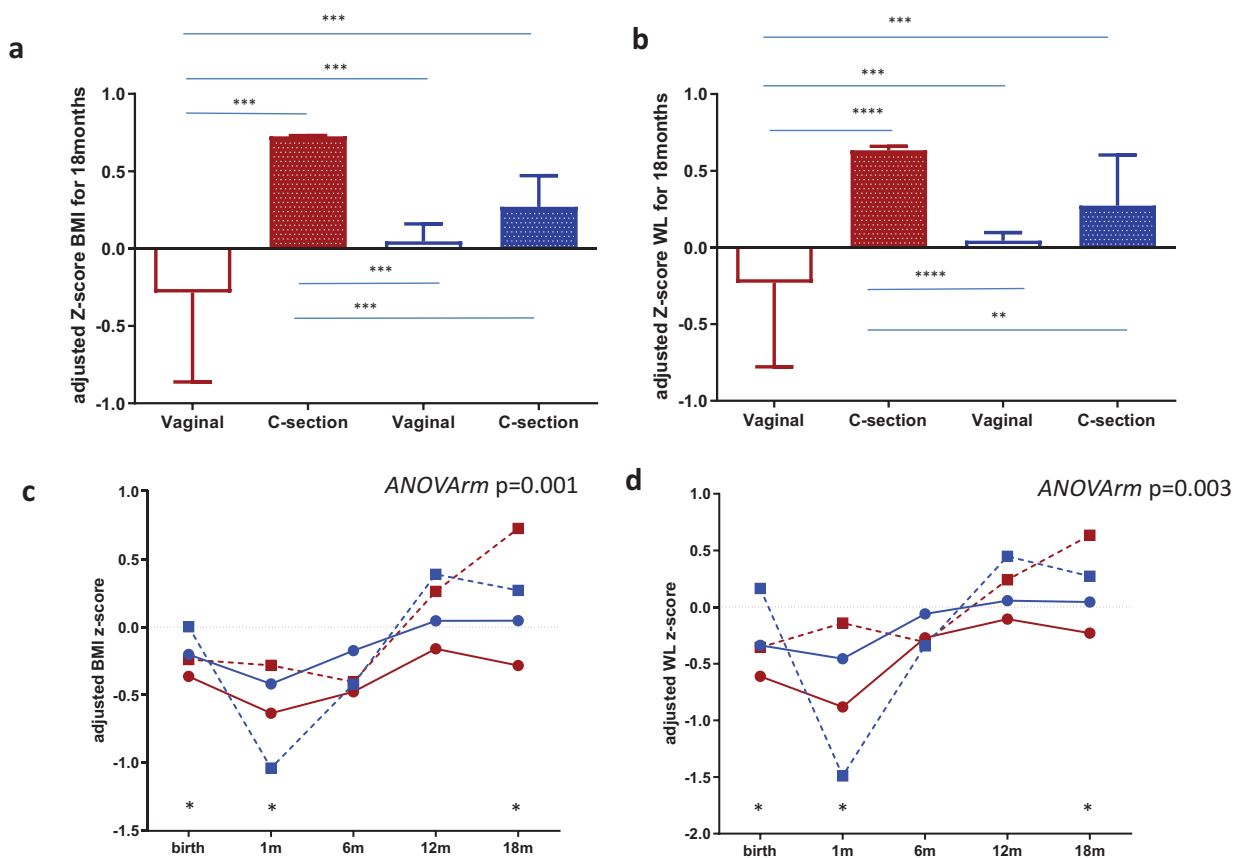 a
***
***
***
1.0
0.5
0.0
-0.5
-1.0
adjusted Z-score BMI for 18months
***
***
Vaginal
C-section
Vaginal
C-section
b
***
***
****
1.0
0.5
0.0
-0.5
-1.0
adjusted Z-score WL for 18months
****
**
Vaginal
C-section
Vaginal
C-section
c
ANOVArm p=0.001
1.0
0.5
0.0
-0.5
-1.0
-1.5
adjusted BMI z-score
* * *
birth 1m 6m 12m 18m
d
ANOVArm p=0.003
1.0
0.5
0.0
-0.5
-1.0
-1.5
-2.0
adjusted WL z-score
* * *
birth 1m 6m 12m 18m